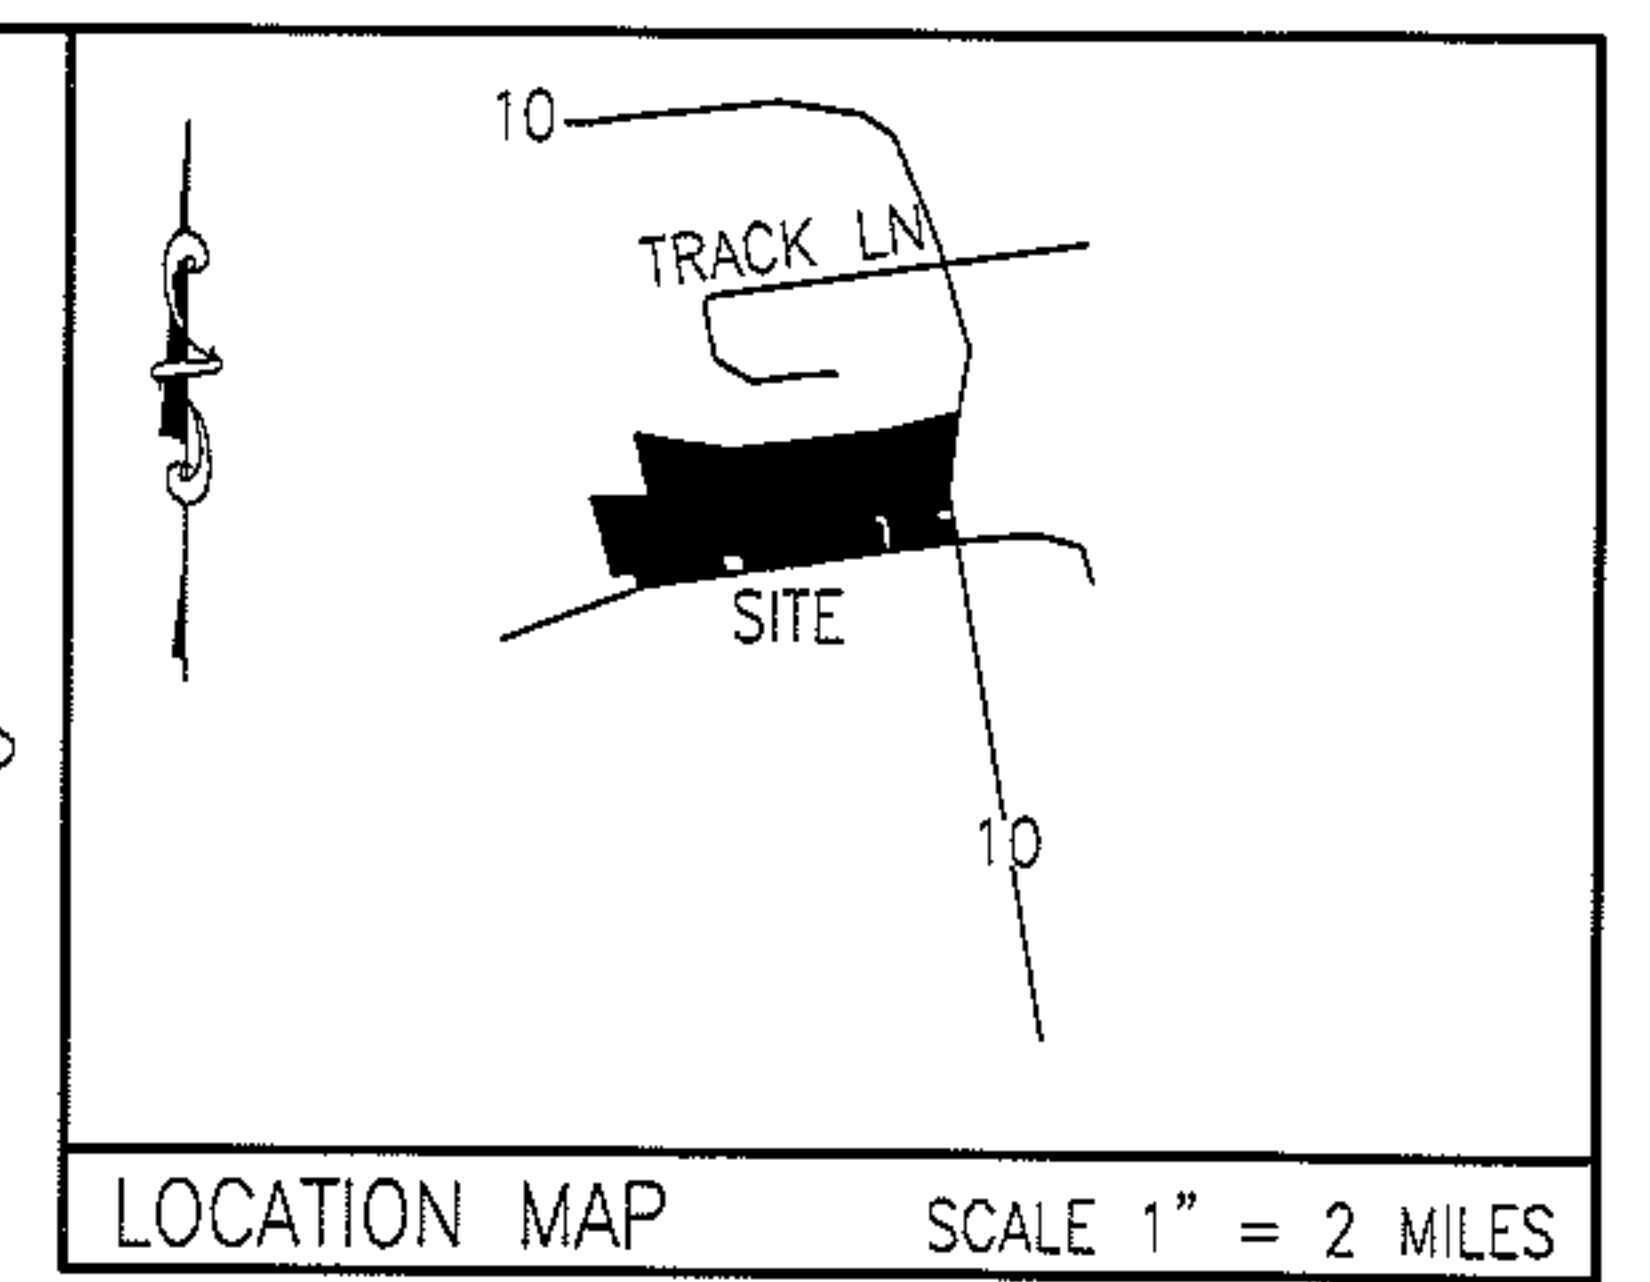 10
TRACK LN
SITE
10
LOCATION MAP
SCALE 1" = 2 MILES